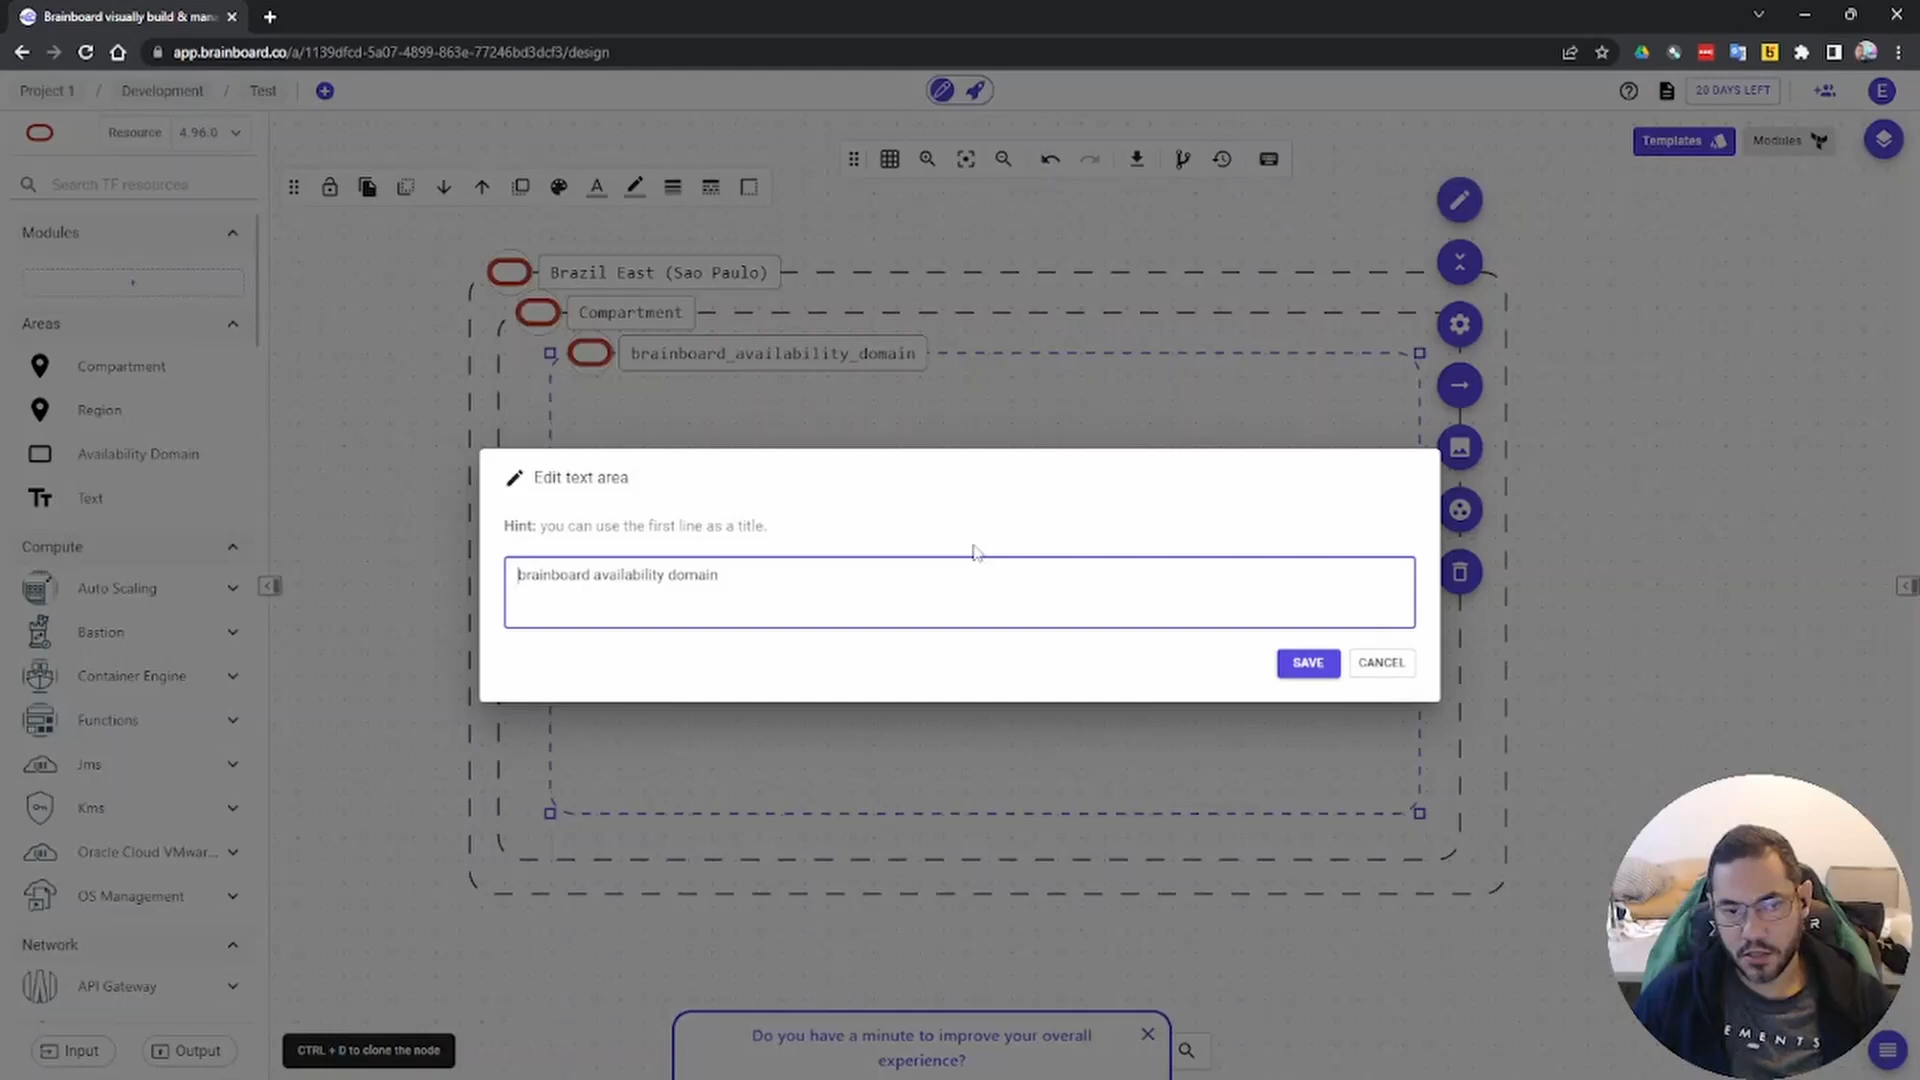 Brainboard visually build & man
app.brainboard.co/a/1139dfcd-5a07-4899-863e-77246bd3dcf3/design
Project 1 / Development / Test
20 DAYS LEFT
E
Resource 4.96.0
Templates
Modules
Search TF resources
Modules
+
Areas
Compartment
Region
Availability Domain
Text
Compute
Auto Scaling
Bastion
Container Engine
Functions
Jms
Kms
Oracle Cloud VMwar...
OS Management
Network
API Gateway
Input
Output
Brazil East (Sao Paulo)
Compartment
brainboard_availability_domain
Edit text area
Hint: you can use the first line as a title.
brainboard availability domain
SAVE
CANCEL
CTRL + D to clone the node
Do you have a minute to improve your overall
experience?
EMENTS